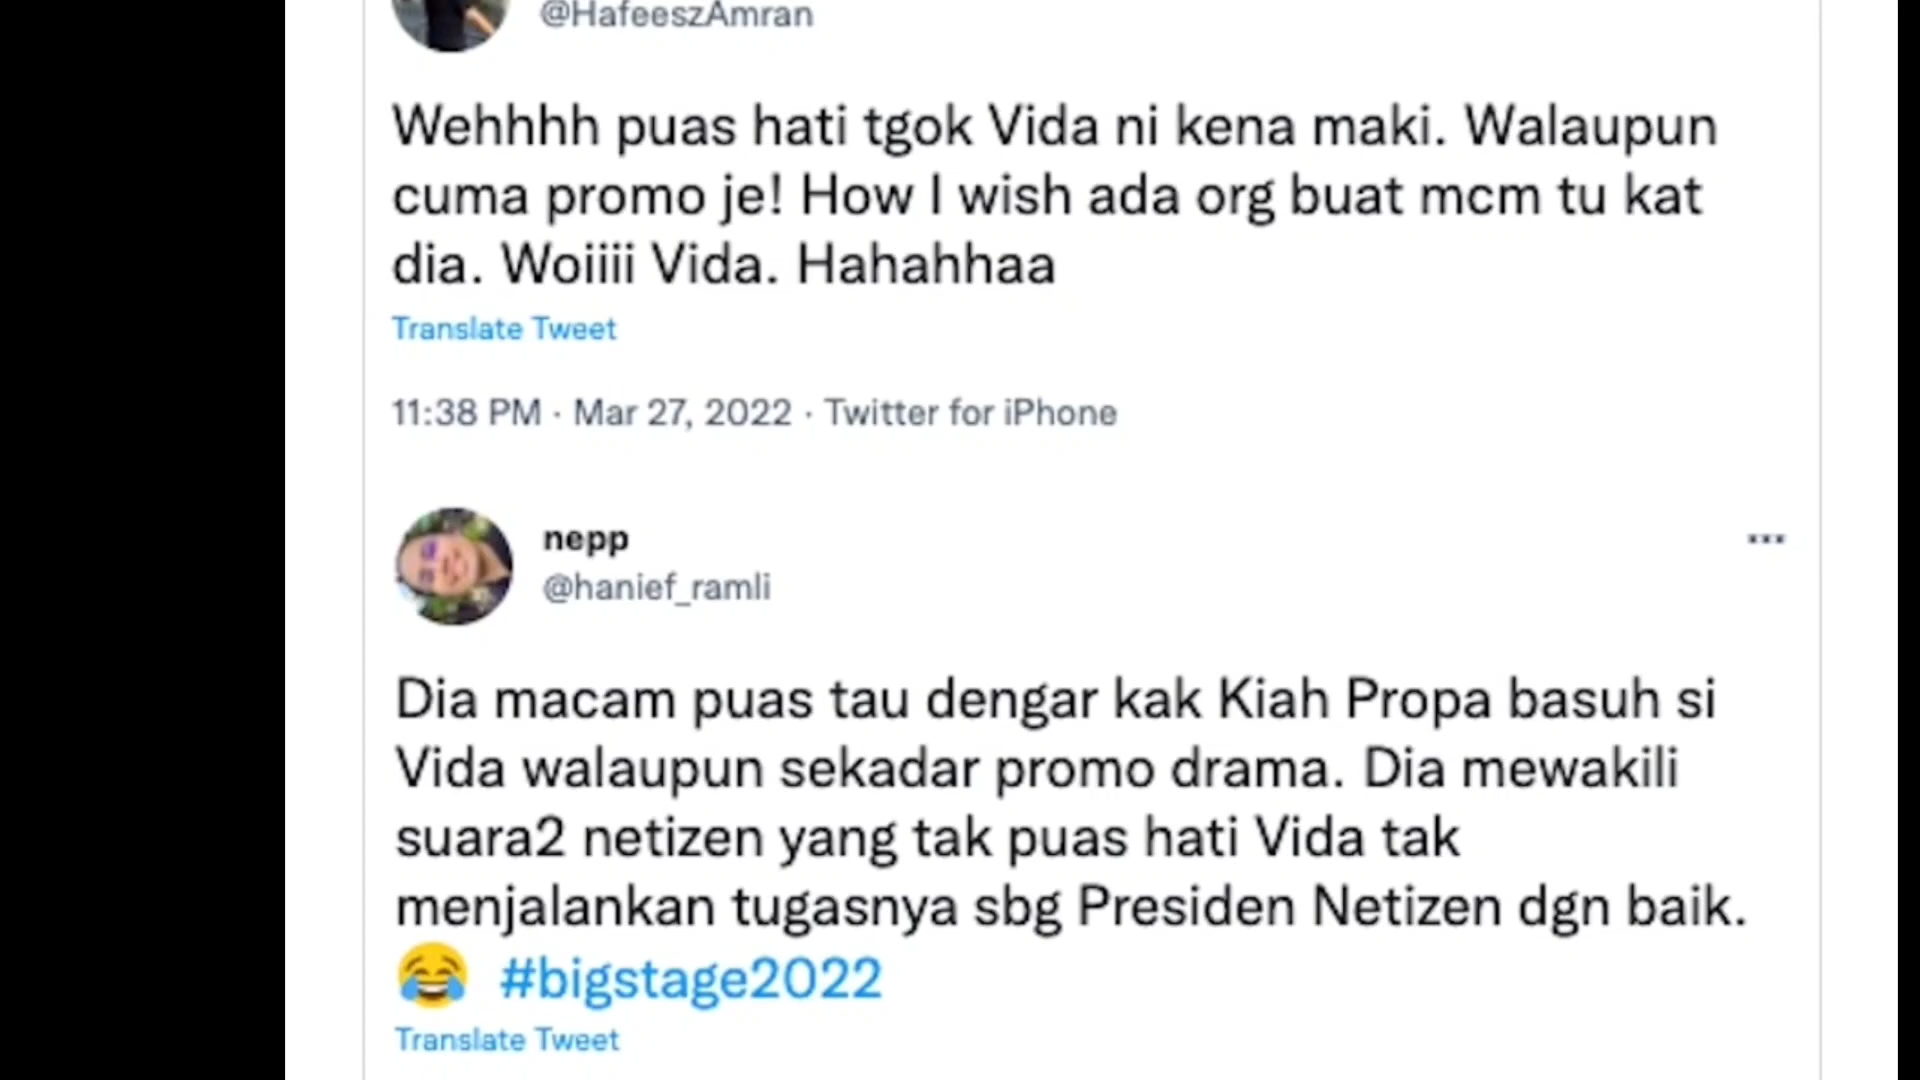 @HafeeszAmran
Wehhhh puas hati tgok Vida ni kena maki. Walaupun
cuma promo je! How I wish ada org buat mcm tu kat
dia. Woiiii Vida. Hahahhaa
Translate Tweet
11:38 PM · Mar 27, 2022 · Twitter for iPhone
nepp
@hanief_ramli
Dia macam puas tau dengar kak Kiah Propa basuh si
Vida walaupun sekadar promo drama. Dia mewakili
suara2 netizen yang tak puas hati Vida tak
menjalankan tugasnya sbg Presiden Netizen dgn baik.
😂 #bigstage2022
Translate Tweet